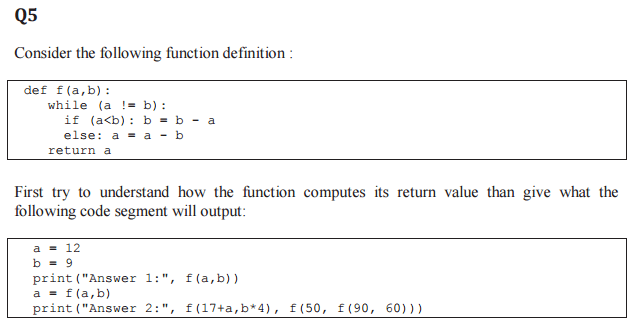 Q5
Consider the following function definition :
def f(a,b):
    while (a != b):
        if (a<b): b = b - a
        else: a = a - b
    return a
First try to understand how the function computes its return value than give what the
following code segment will output:
a = 12
b = 9
print("Answer 1:", f(a,b))
a = f(a,b)
print("Answer 2:", f(17+a,b*4), f(50, f(90, 60)))